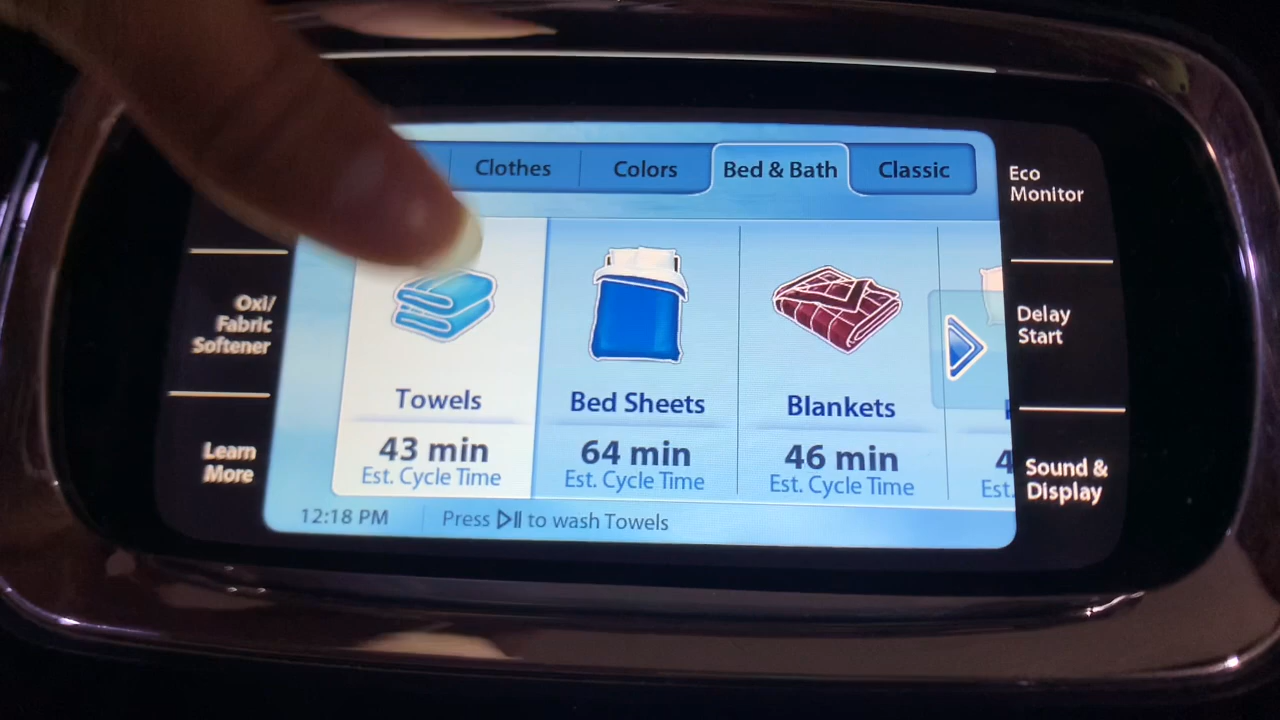 Clothes
Colors
Bed & Bath
Classic
Eco
Monitor
Oxi/
Fabric
Softener
Delay
Start
Towels
Bed Sheets
Blankets
43 min
64 min
46 min
4
Est. Cycle Time
Est. Cycle Time
Est. Cycle Time
Est.
Learn
More
Sound &
Display
12:18 PM
Press to wash Towels